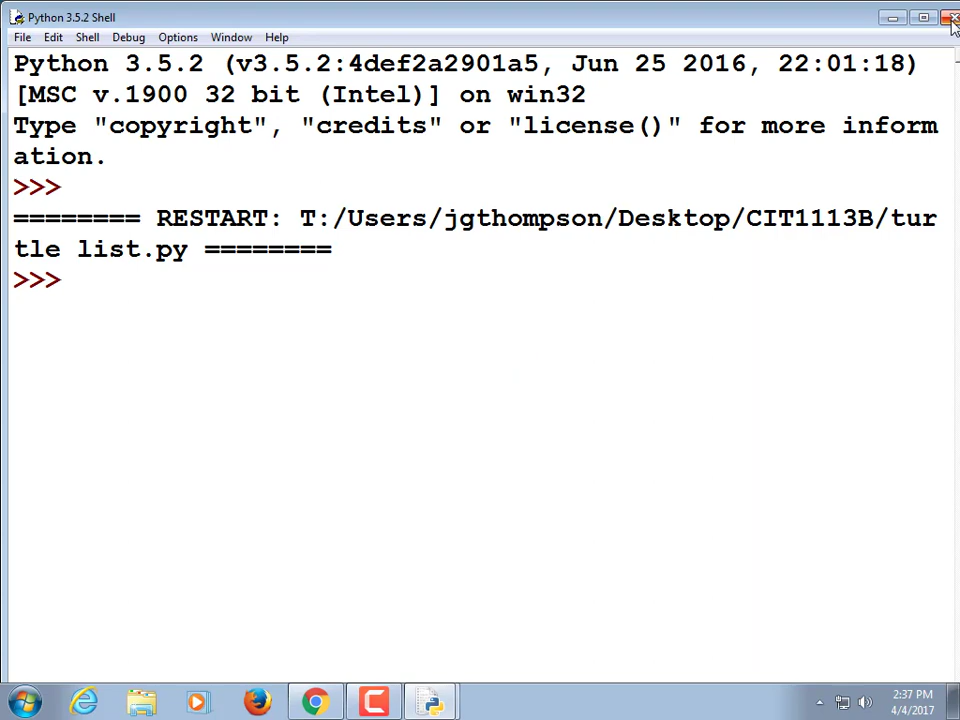 Python 3.5.2 Shell
File Edit Shell Debug Options Window Help
Python 3.5.2 (v3.5.2:4def2a2901a5, Jun 25 2016, 22:01:18)
[MSC v.1900 32 bit (Intel)] on win32
Type "copyright", "credits" or "license()" for more inform
ation.
>>>
======== RESTART: T:/Users/jgthompson/Desktop/CIT1113B/tur
tle list.py ========
>>>
2:37 PM
4/4/2017